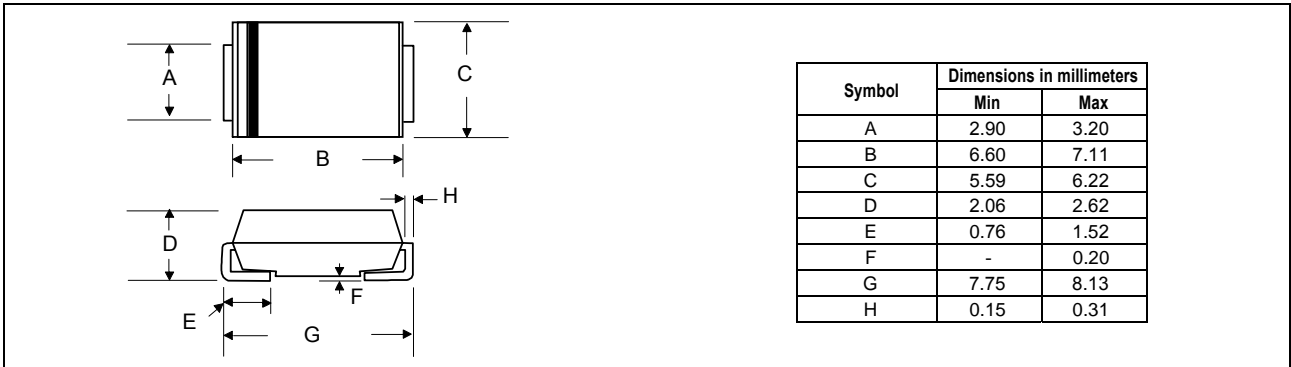 A
C
B
H
D
F
E
G
Symbol Dimensions in millimeters
Min Max
A 2.90 3.20
B 6.60 7.11
C 5.59 6.22
D 2.06 2.62
E 0.76 1.52
F - 0.20
G 7.75 8.13
H 0.15 0.31